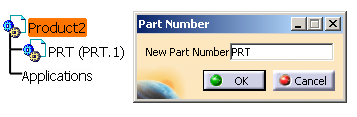 Product2
PRT (PRT.1)
Applications
Part Number
New Part Number PRT
OK Cancel